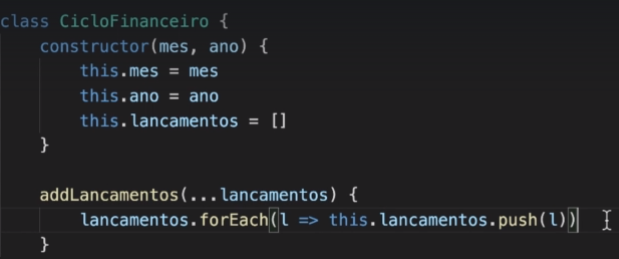 class CicloFinanceiro {
    constructor(mes, ano) {
        this.mes = mes
        this.ano = ano
        this.lancamentos = []
    }

    addLancamentos(...lancamentos) {
        lancamentos.forEach(l => this.lancamentos.push(l))
    }